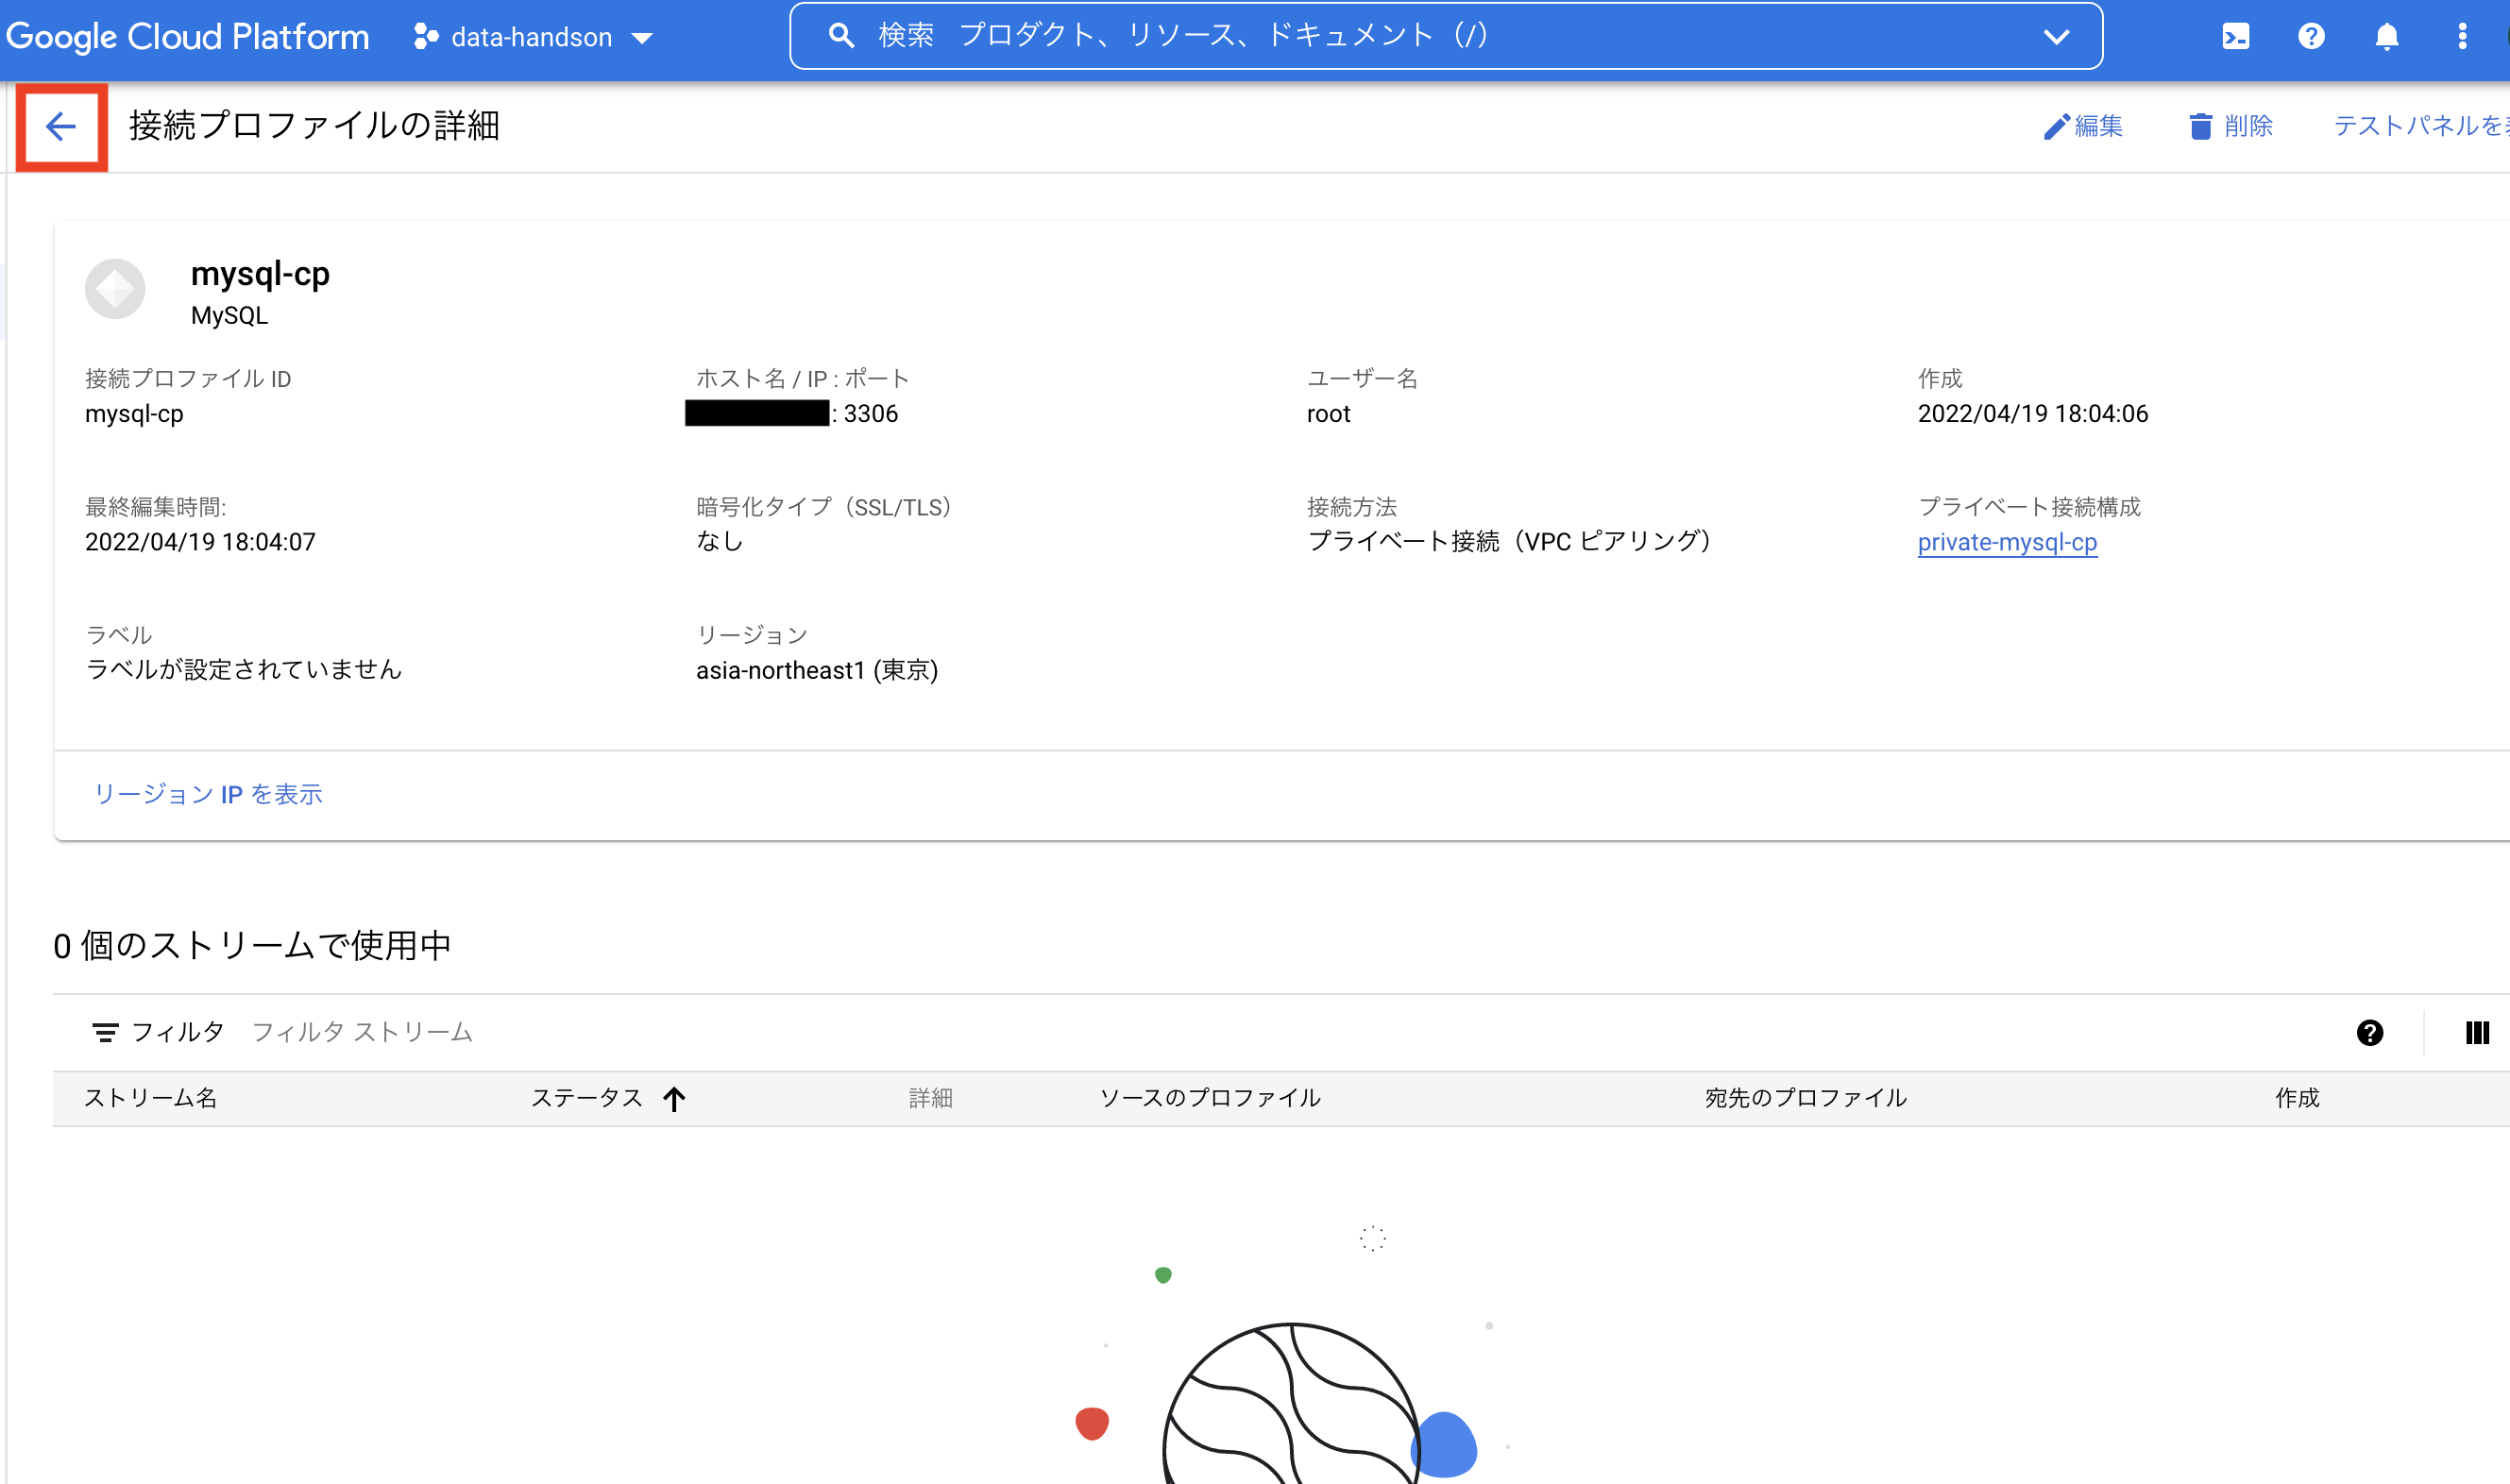 Google Cloud Platform data-handson 検索 プロダクト、リソース、ドキュメント (/)
接続プロファイルの詳細 編集 削除 テストパネルを
mysql-cp
MySQL
接続プロファイル ID ホスト名 / IP : ポート ユーザー名 作成
mysql-cp : 3306 root 2022/04/19 18:04:06
最終編集時間: 暗号化タイプ（SSL/TLS） 接続方法 プライベート接続構成
2022/04/19 18:04:07 なし プライベート接続（VPC ピアリング） private-mysql-cp
ラベル リージョン
ラベルが設定されていません asia-northeast1 (東京)
リージョン IP を表示
0 個のストリームで使用中
フィルタ フィルタ ストリーム
ストリーム名 ステータス 詳細 ソースのプロファイル 宛先のプロファイル 作成